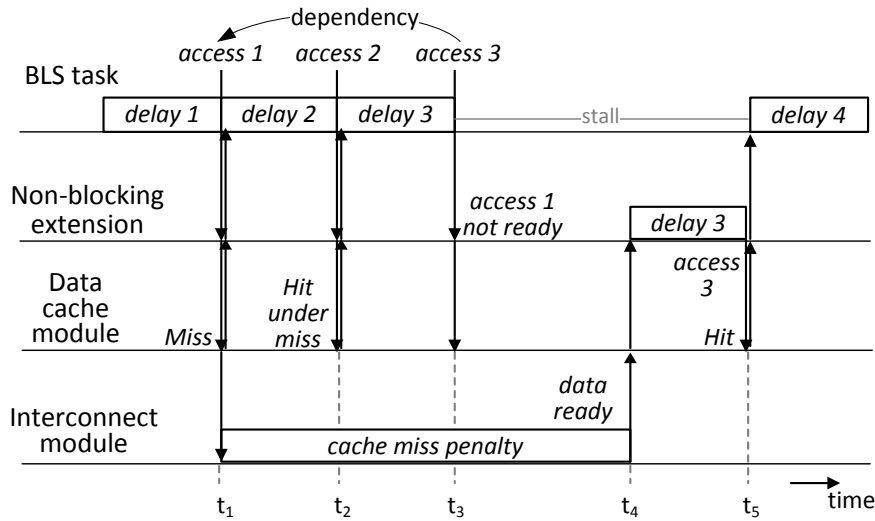 dependency
access 1 access 2 access 3
BLS task
delay 1 delay 2 delay 3 stall delay 4
Non-blocking
extension
access 1
not ready
delay 3
Data
cache
module
Miss
Hit
under
miss
access
3
Hit
Interconnect
module
data
ready
cache miss penalty
t₁ t₂ t₃ t₄ t₅ time